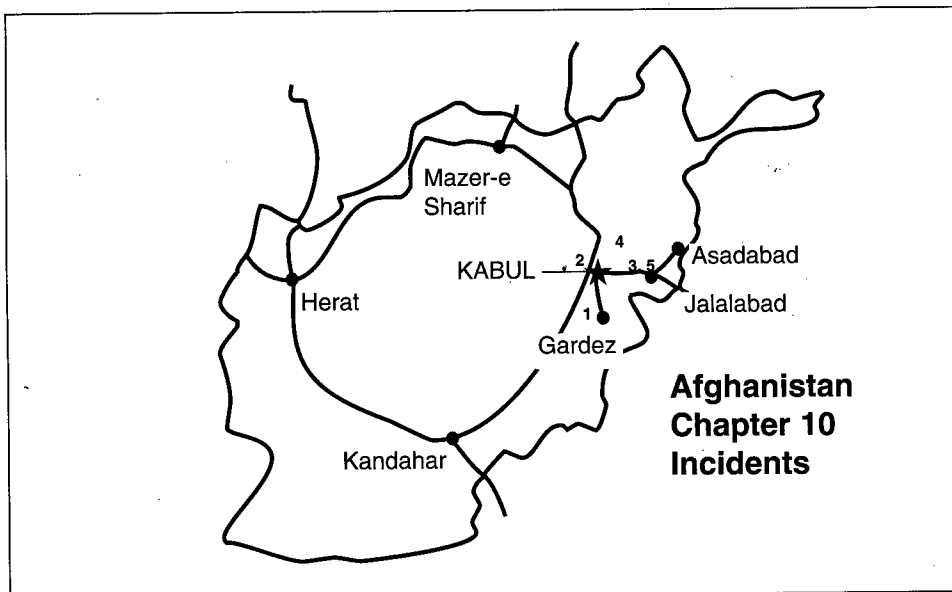 Mazer-e
Sharif
4
KABUL
2
3
5
Asadabad
Herat
Jalalabad
1
Gardez
Afghanistan
Chapter 10
Incidents
Kandahar